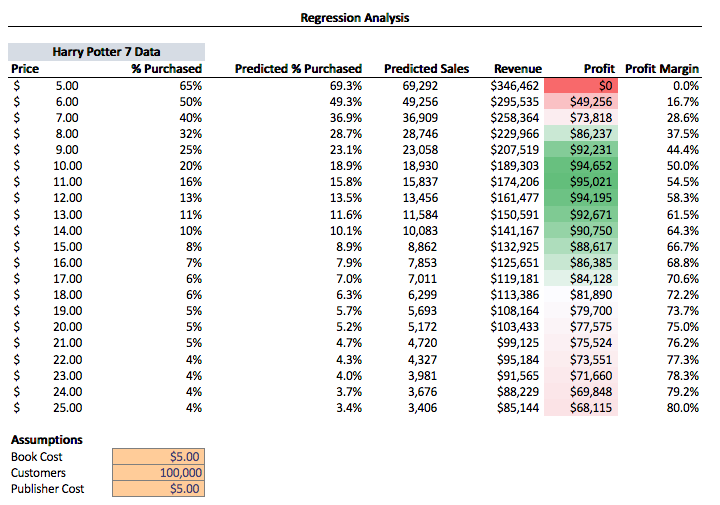 Regression Analysis
Harry Potter 7 Data
Price % Purchased Predicted % Purchased Predicted Sales Revenue Profit Profit Margin
$ 5.00 65% 69.3% 69,292 $346,462 $0 0.0%
$ 6.00 50% 49.3% 49,256 $295,535 $49,256 16.7%
$ 7.00 40% 36.9% 36,909 $258,364 $73,818 28.6%
$ 8.00 32% 28.7% 28,746 $229,966 $86,237 37.5%
$ 9.00 25% 23.1% 23,058 $207,519 $92,231 44.4%
$ 10.00 20% 18.9% 18,930 $189,303 $94,652 50.0%
$ 11.00 16% 15.8% 15,837 $174,206 $95,021 54.5%
$ 12.00 13% 13.5% 13,456 $161,477 $94,195 58.3%
$ 13.00 11% 11.6% 11,584 $150,591 $92,671 61.5%
$ 14.00 10% 10.1% 10,083 $141,167 $90,750 64.3%
$ 15.00 8% 8.9% 8,862 $132,925 $88,617 66.7%
$ 16.00 7% 7.9% 7,853 $125,651 $86,385 68.8%
$ 17.00 6% 7.0% 7,011 $119,181 $84,128 70.6%
$ 18.00 6% 6.3% 6,299 $113,386 $81,890 72.2%
$ 19.00 5% 5.7% 5,693 $108,164 $79,700 73.7%
$ 20.00 5% 5.2% 5,172 $103,433 $77,575 75.0%
$ 21.00 5% 4.7% 4,720 $99,125 $75,524 76.2%
$ 22.00 4% 4.3% 4,327 $95,184 $73,551 77.3%
$ 23.00 4% 4.0% 3,981 $91,565 $71,660 78.3%
$ 24.00 4% 3.7% 3,676 $88,229 $69,848 79.2%
$ 25.00 4% 3.4% 3,406 $85,144 $68,115 80.0%
Assumptions
Book Cost $5.00
Customers 100,000
Publisher Cost $5.00